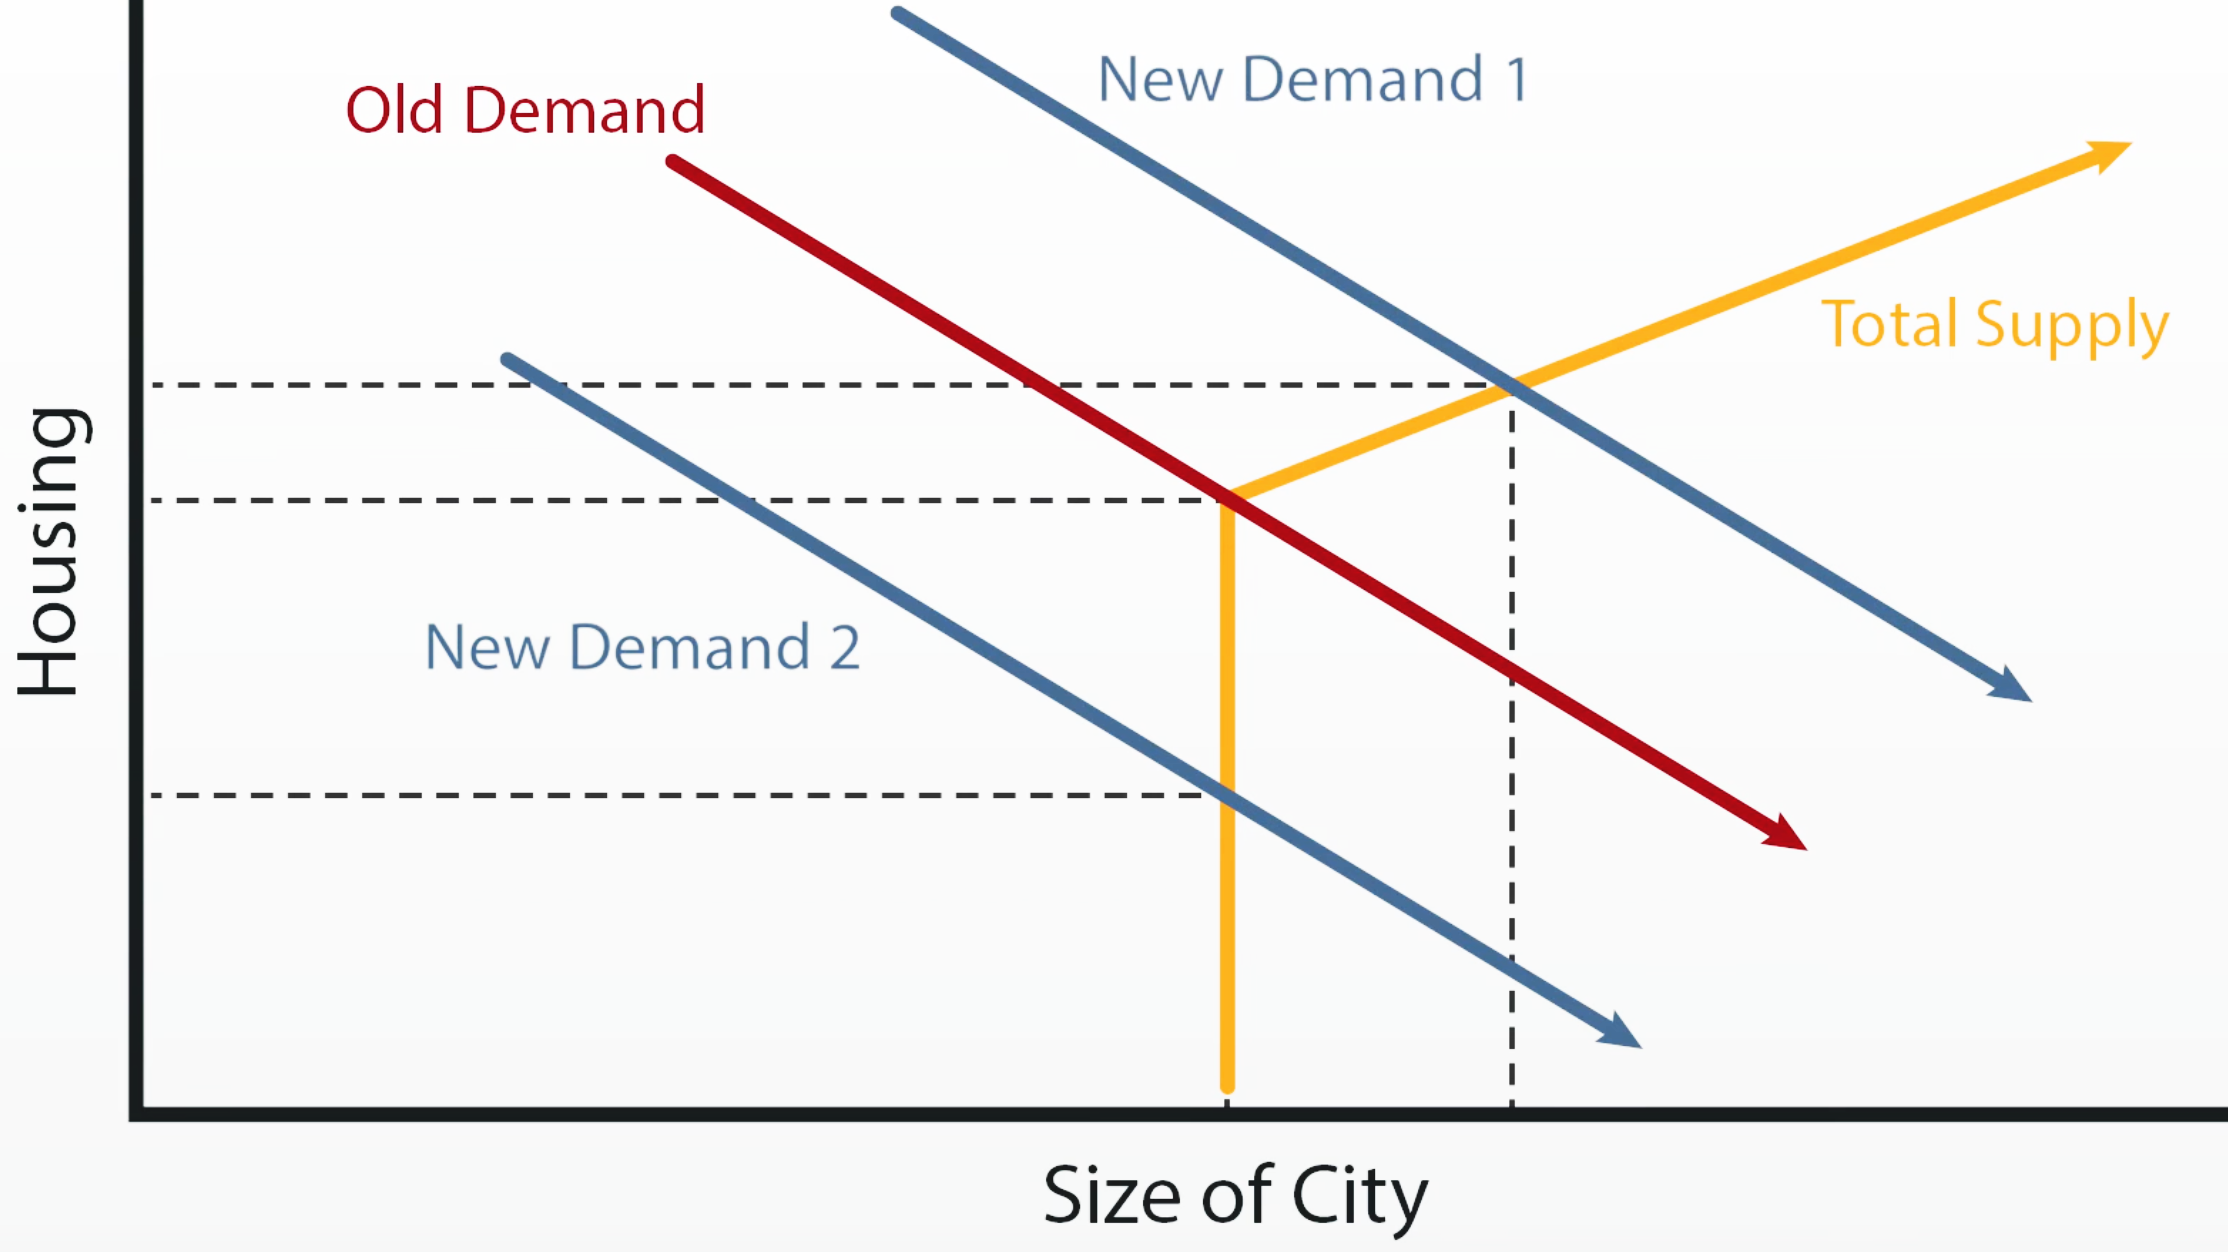 New Demand 1
Old Demand
Total Supply
Housing
New Demand 2
Size of City